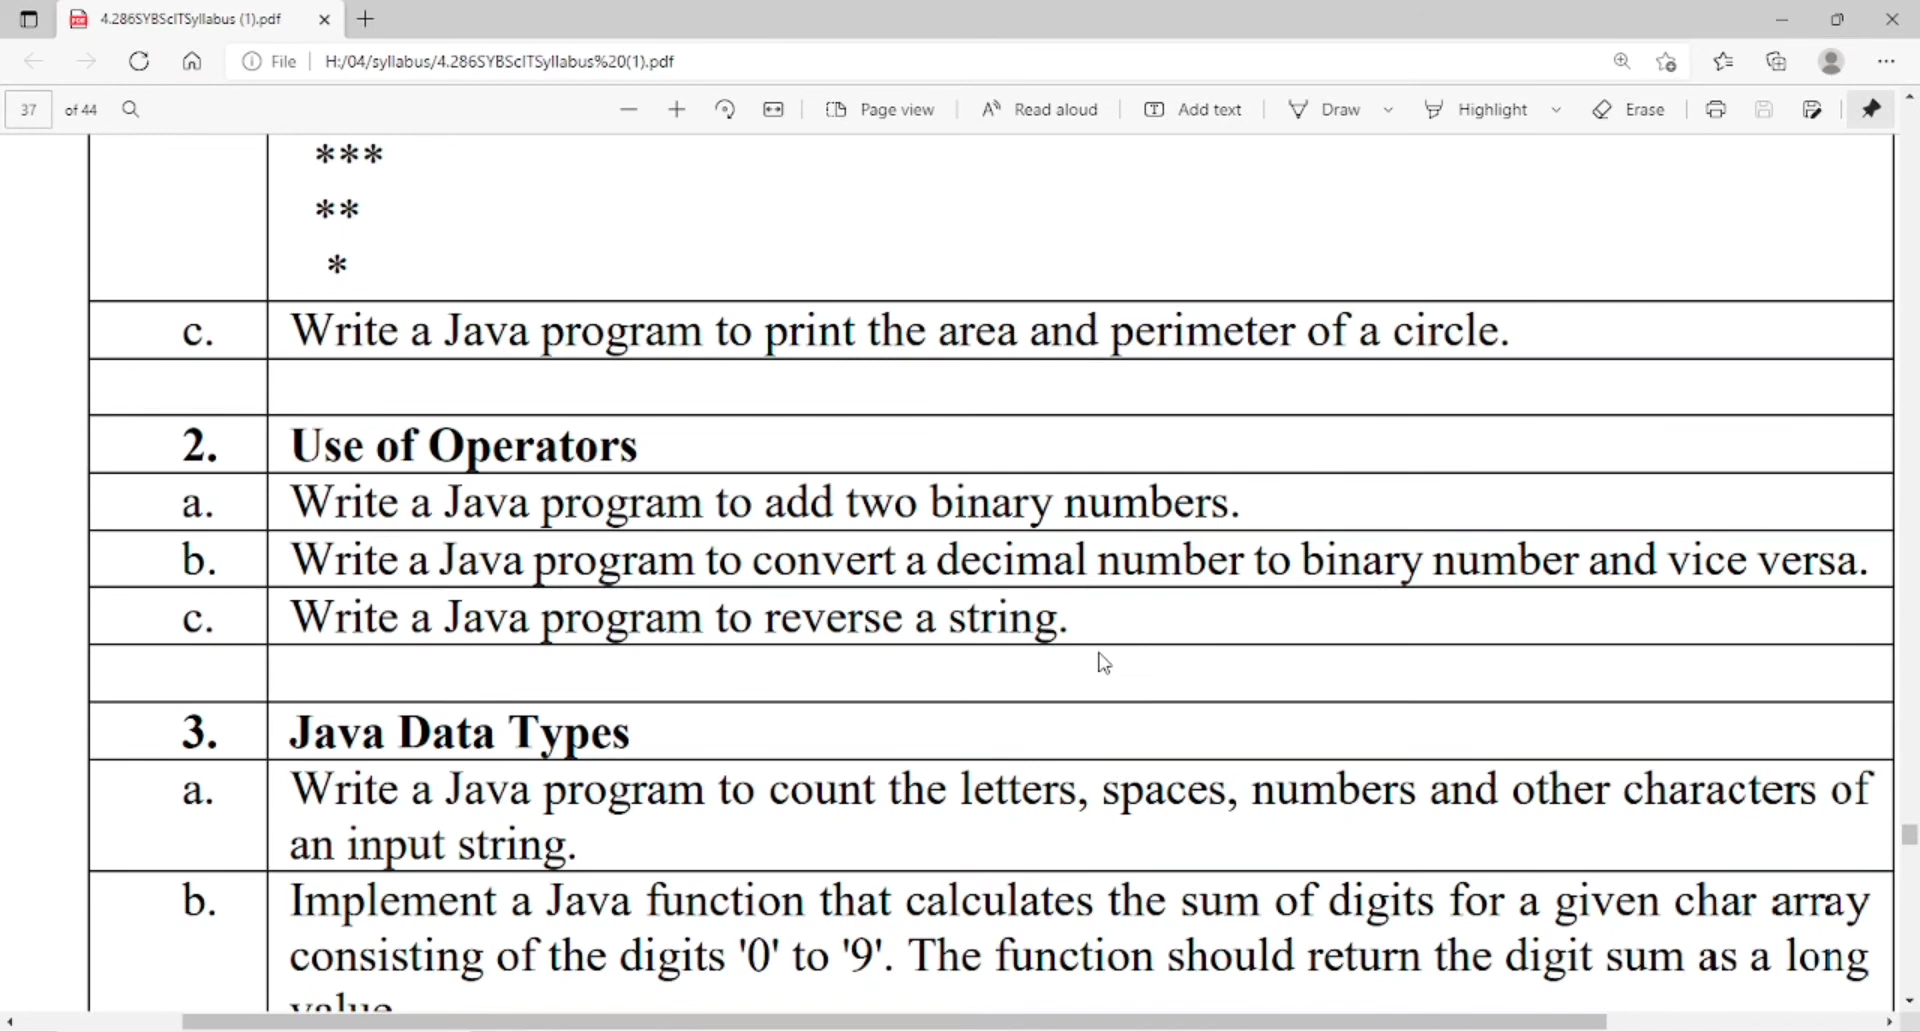 4.286SYBScITSyllabus (1).pdf
File
H:/04/syllabus/4.286SYBScITSyllabus%20(1).pdf
37 of 44
Page view
Read aloud
Add text
Draw
Highlight
Erase
***
**
*
c. Write a Java program to print the area and perimeter of a circle.
2. Use of Operators
a. Write a Java program to add two binary numbers.
b. Write a Java program to convert a decimal number to binary number and vice versa.
c. Write a Java program to reverse a string.
3. Java Data Types
a. Write a Java program to count the letters, spaces, numbers and other characters of
an input string.
b. Implement a Java function that calculates the sum of digits for a given char array
consisting of the digits '0' to '9'. The function should return the digit sum as a long
value